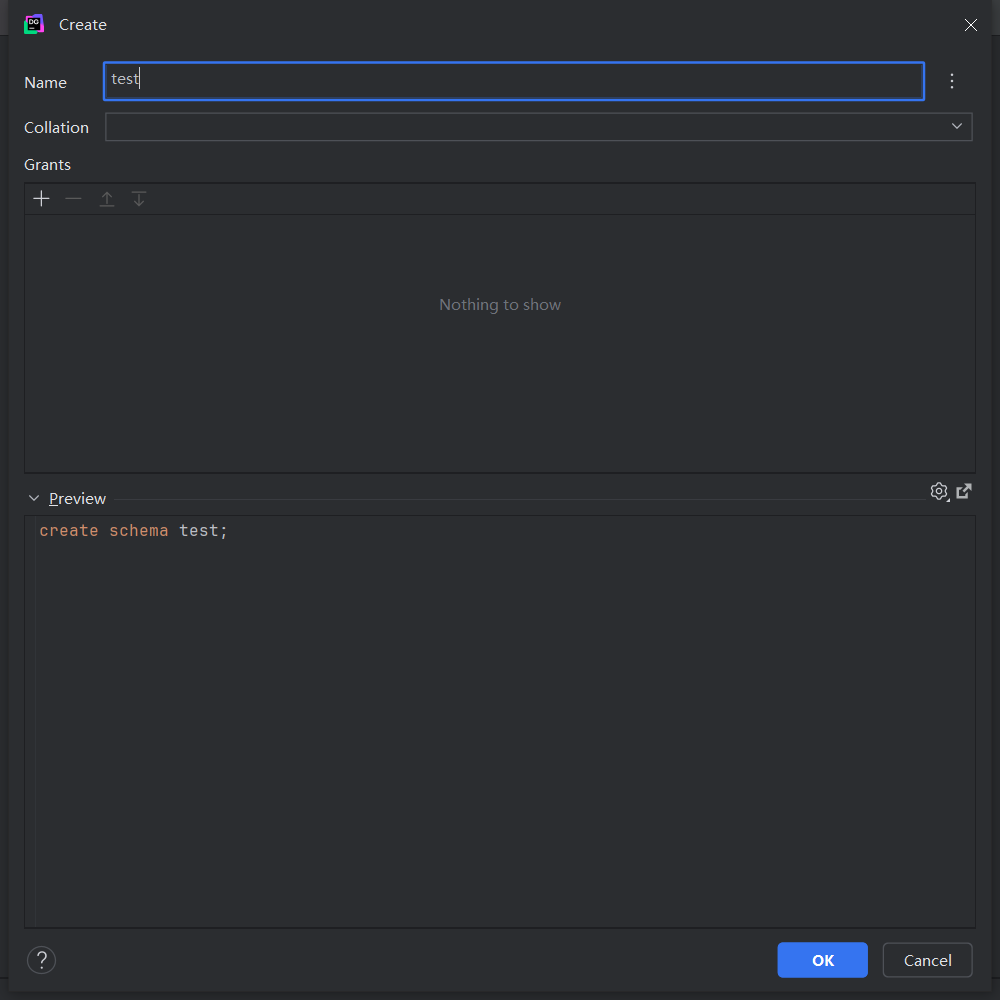 DG
Create
Name
test
Collation
Grants
Nothing to show
Preview
create schema test;
?
OK
Cancel